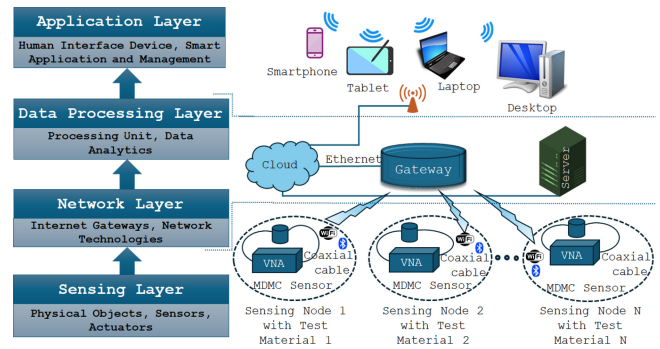 Application Layer
Human Interface Device, Smart
Application and Management
Data Processing Layer
Processing Unit, Data
Analytics
Network Layer
Internet Gateways, Network
Technologies
Sensing Layer
Physical Objects, Sensors,
Actuators
Smartphone
Tablet
Laptop
Desktop
Cloud
Ethernet
Gateway
Server
WiFi
VNA
Coaxial
cable
MDMC Sensor
Sensing Node 1
with Test
Material 1
WiFi
VNA
Coaxial
cable
MDMC Sensor
Sensing Node 2
with Test
Material 2
WiFi
VNA
Coaxial
cable
MDMC Sensor
Sensing Node N
with Test
Material N